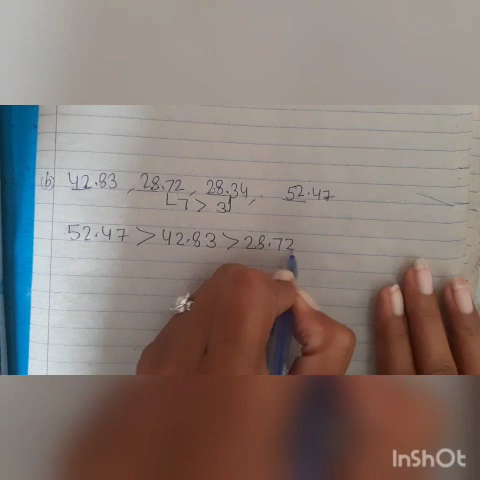 (b) 42.83, 28.72, 28.34, 52.47
[7 > 3]
52.47 > 42.83 > 28.72
InShOt